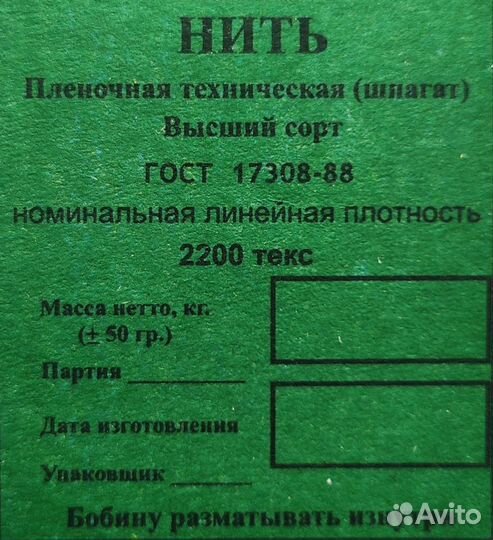 НИТЬ
Пленочная техническая (шпагат)
Высший сорт
ГОСТ 17308-88
номинальная линейная плотность
2200 текс
Масса нетто, кг.
(± 50 гр.)
Партия
Дата изготовления
Упаковщик
Бобину разматывать
Avito